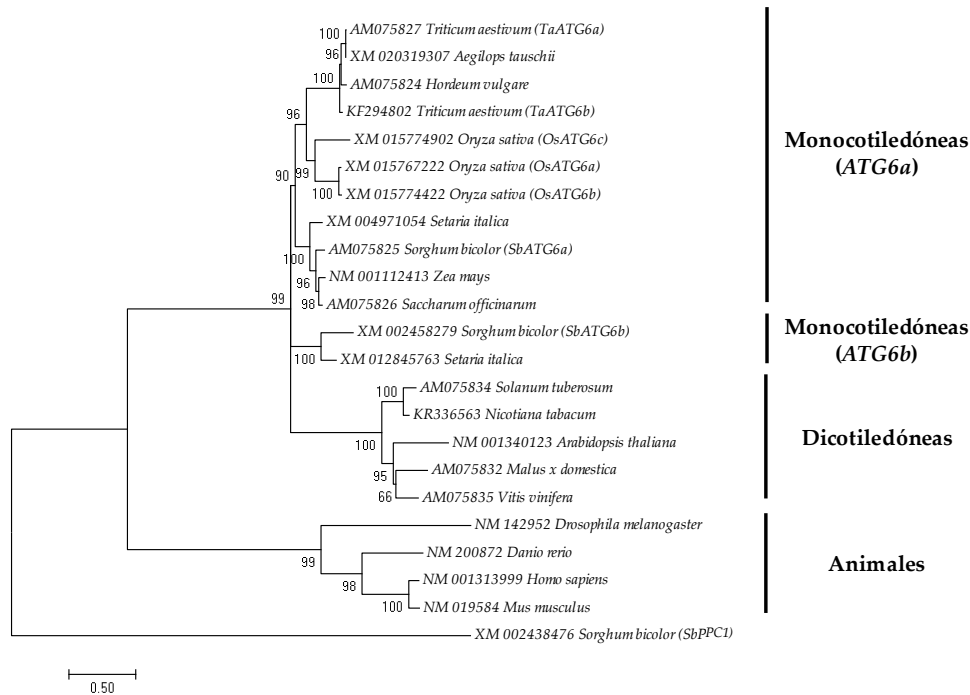 100
AM075827 Triticum aestivum (TaATG6a)
96
XM 020319307 Aegilops tauschii
100
AM075824 Hordeum vulgare
96
KF294802 Triticum aestivum (TaATG6b)
XM 015774902 Oryza sativa (OsATG6c)
90
99
XM 015767222 Oryza sativa (OsATG6a)
100
XM 015774422 Oryza sativa (OsATG6b)
XM 004971054 Setaria italica
100
AM075825 Sorghum bicolor (SbATG6a)
96
NM 001112413 Zea mays
99
98
AM075826 Saccharum officinarum
XM 002458279 Sorghum bicolor (SbATG6b)
100
XM 012845763 Setaria italica
100
AM075834 Solanum tuberosum
KR336563 Nicotiana tabacum
100
NM 001340123 Arabidopsis thaliana
95
AM075832 Malus x domestica
66
AM075835 Vitis vinifera
NM 142952 Drosophila melanogaster
99
NM 200872 Danio rerio
98
NM 001313999 Homo sapiens
100
NM 019584 Mus musculus
XM 002438476 Sorghum bicolor (SbPPC1)
0.50
Monocotiledóneas
(ATG6a)
Monocotiledóneas
(ATG6b)
Dicotiledóneas
Animales